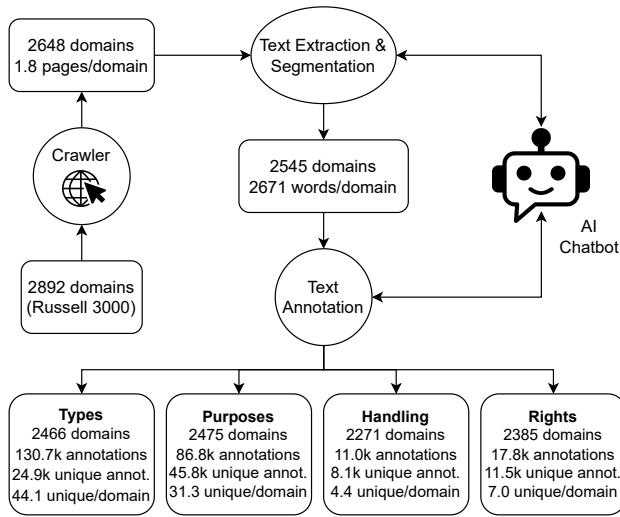 2648 domains
1.8 pages/domain
Text Extraction &
Segmentation
Crawler
2545 domains
2671 words/domain
AI
Chatbot
2892 domains
(Russell 3000)
Text
Annotation
Types
2466 domains
130.7k annotations
24.9k unique annot.
44.1 unique/domain
Purposes
2475 domains
86.8k annotations
45.8k unique annot.
31.3 unique/domain
Handling
2271 domains
11.0k annotations
8.1k unique annot.
4.4 unique/domain
Rights
2385 domains
17.8k annotations
11.5k unique annot.
7.0 unique/domain